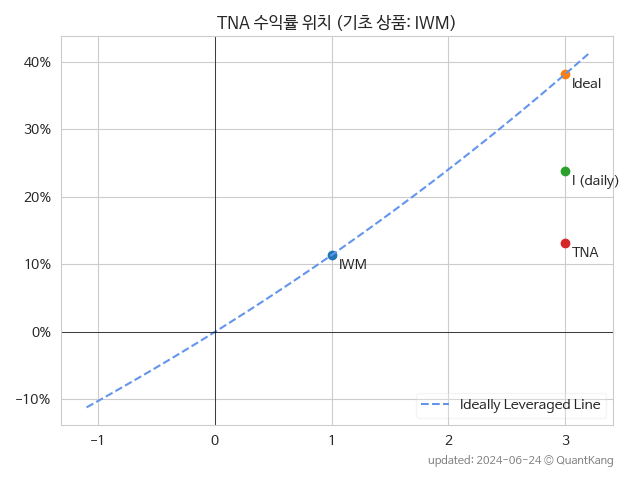 TNA 수익률 위치 (기초 상품: IWM)
40%
30%
20%
10%
0%
−10%
Ideal
I (daily)
TNA
IWM
Ideally Leveraged Line
−1
0
1
2
3
updated: 2024-06-24 © QuantKang